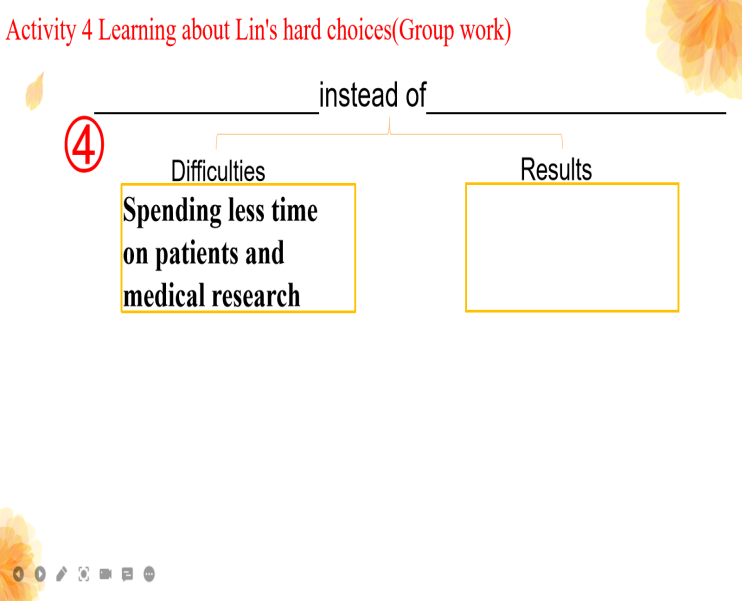 Activity 4 Learning about Lin's hard choices(Group work)
instead of
④
Difficulties
Results
Spending less time
on patients and
medical research